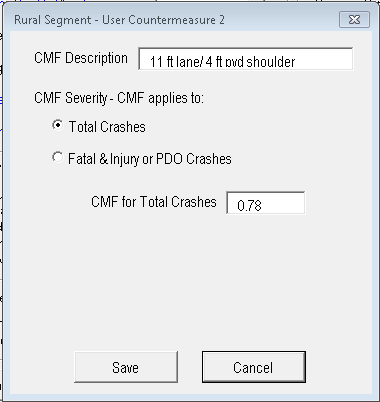 Rural Segment - User Countermeasure 2
CMF Description 11 ft lane/ 4 ft pvd shoulder
CMF Severity - CMF applies to:
Total Crashes
Fatal & Injury or PDO Crashes
CMF for Total Crashes 0.78
Save Cancel